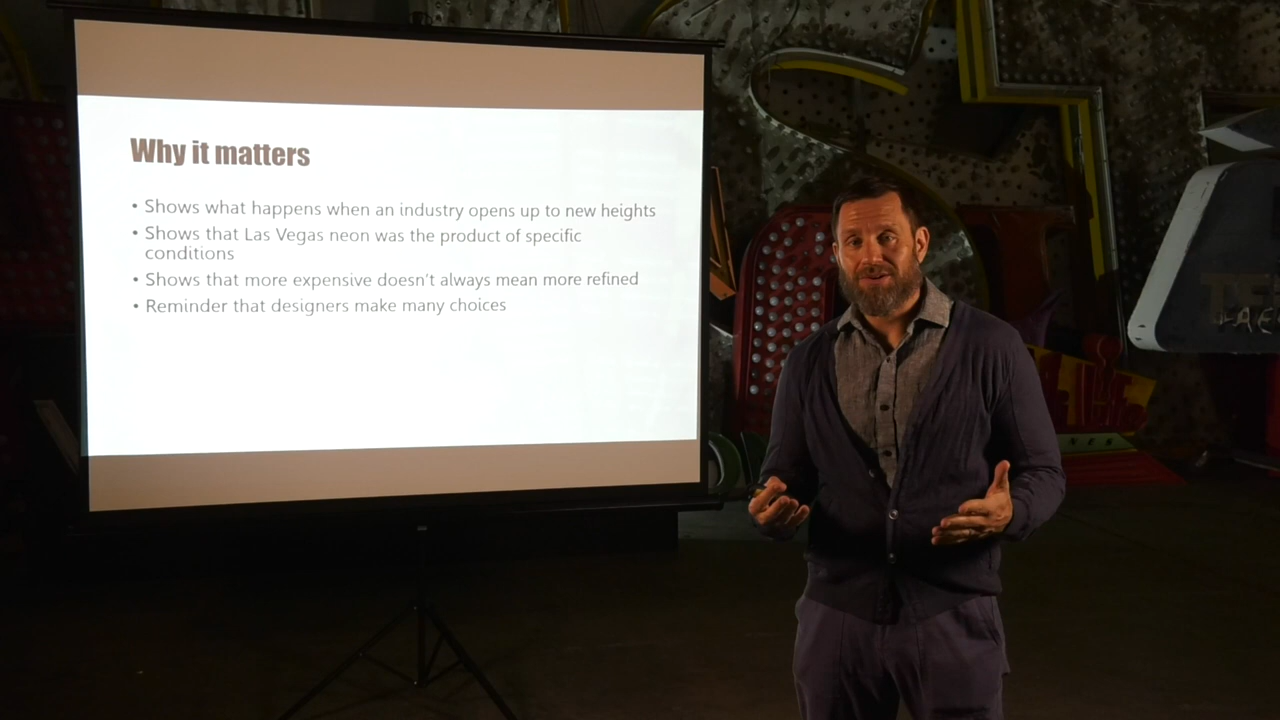 Why it matters
• Shows what happens when an industry opens up to new heights
• Shows that Las Vegas neon was the product of specific
conditions
• Shows that more expensive doesn't always mean more refined
• Reminder that designers make many choices